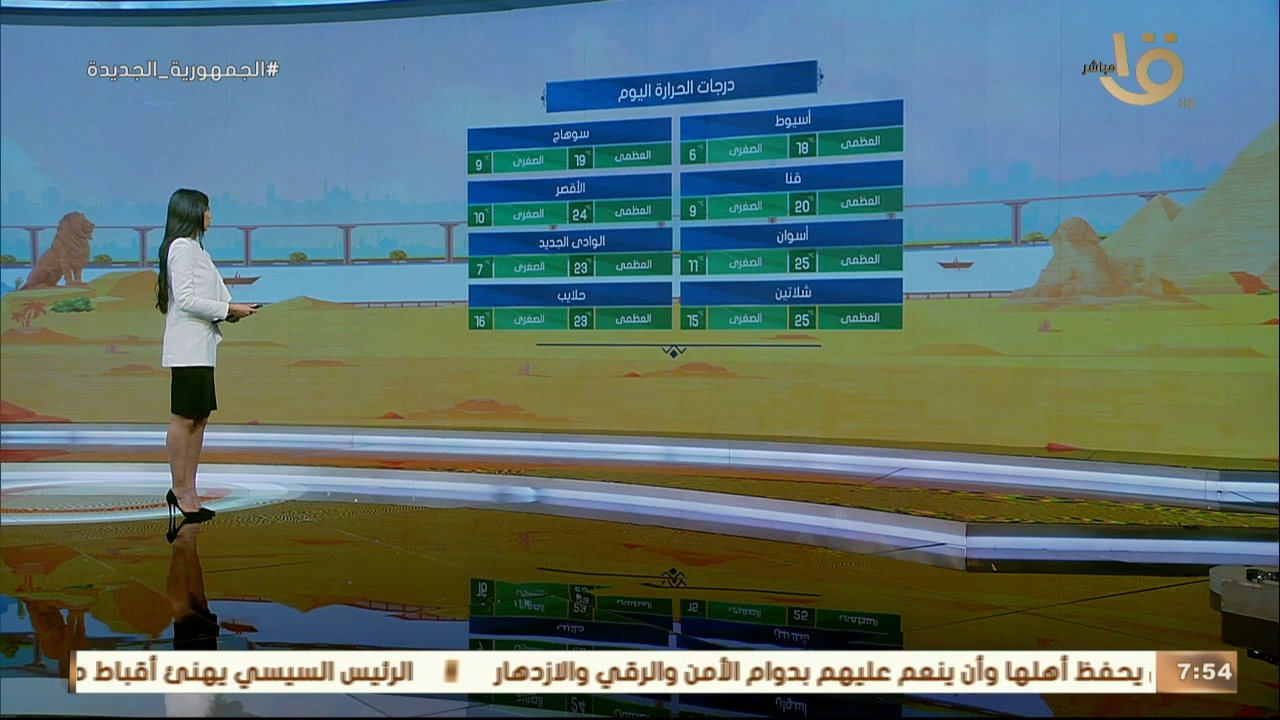 #الجمهورية_الجديدة
مباشر
HD
درجات الحرارة اليوم
أسيوط
العظمى 18 الصغرى 6
سوهاج
العظمى 19 الصغرى 9
قنا
العظمى 20 الصغرى 9
الأقصر
العظمى 24 الصغرى 10
أسوان
العظمى 25 الصغرى 11
الوادى الجديد
العظمى 23 الصغرى 7
شلاتين
العظمى 25 الصغرى 15
حلايب
العظمى 23 الصغرى 16
7:54
يحفظ أهلها وأن ينعم عليهم بدوام الأمن والرقي والازدهار الرئيس السيسي يهنئ أقباط